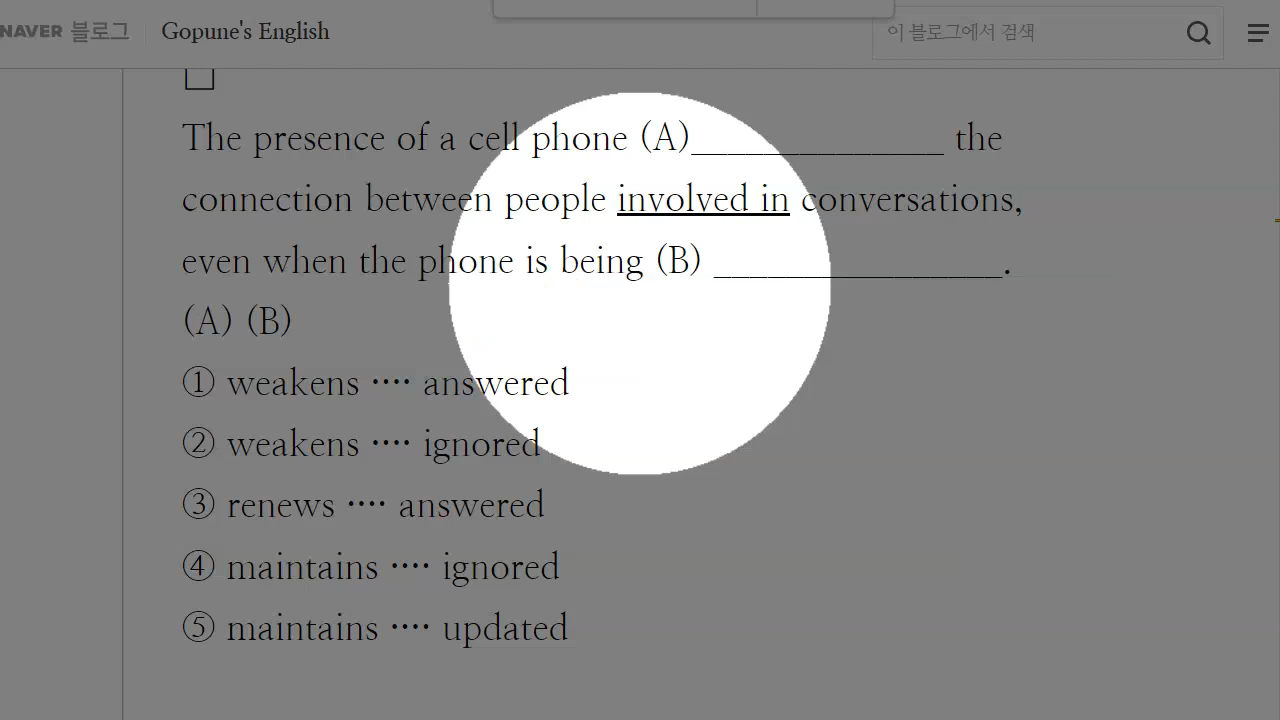 NAVER 블로그 Gopune's English 이 블로그에서 검색
The presence of a cell phone (A)______________ the
connection between people involved in conversations,
even when the phone is being (B) ________________.
(A) (B)
① weakens ···· answered
② weakens ···· ignored
③ renews ···· answered
④ maintains ···· ignored
⑤ maintains ···· updated